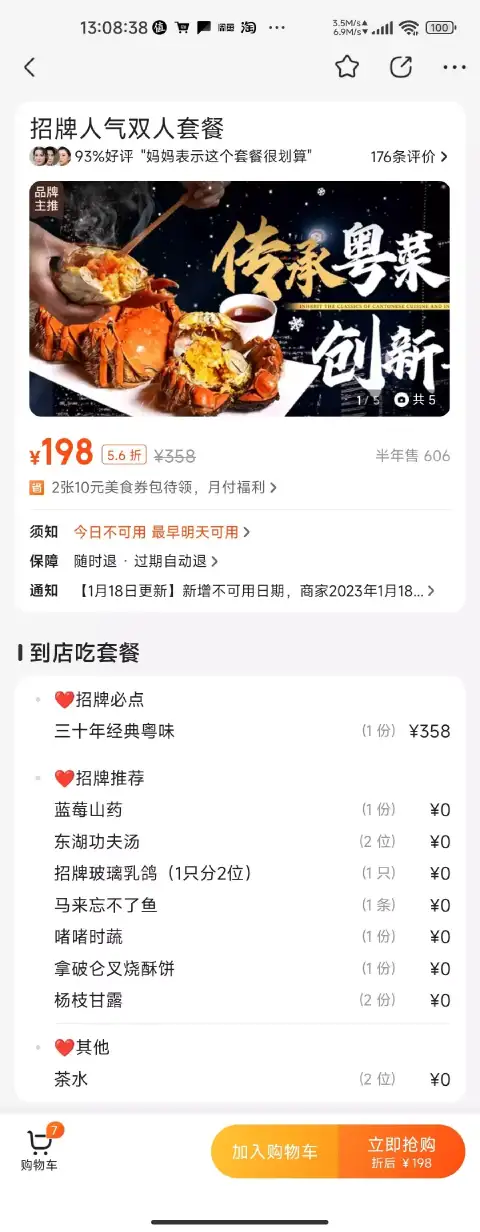 13:08:38 值 淘 ···
3.5M/s
6.9M/s
100
招牌人气双人套餐
93%好评 "妈妈表示这个套餐很划算"
176条评价
品牌
主推
传承粤菜
INHERIT THE CLASSICS OF CANTONESE CUISINE AND IN
创新
1/5
共 5
¥198 5.6 折 ¥358
半年售 606
2张10元美食券包待领，月付福利
须知 今日不可用 最早明天可用
保障 随时退 · 过期自动退
通知 【1月18日更新】新增不可用日期，商家2023年1月18...
到店吃套餐
❤️招牌必点
三十年经典粤味 (1 份) ¥358
❤️招牌推荐
蓝莓山药 (1 份) ¥0
东湖功夫汤 (2 位) ¥0
招牌玻璃乳鸽（1只分2位） (1 只) ¥0
马来忘不了鱼 (1 条) ¥0
啫啫时蔬 (1 份) ¥0
拿破仑叉烧酥饼 (1 份) ¥0
杨枝甘露 (2 份) ¥0
❤️其他
茶水 (2 位) ¥0
7
购物车
加入购物车
立即抢购
折后 ¥198